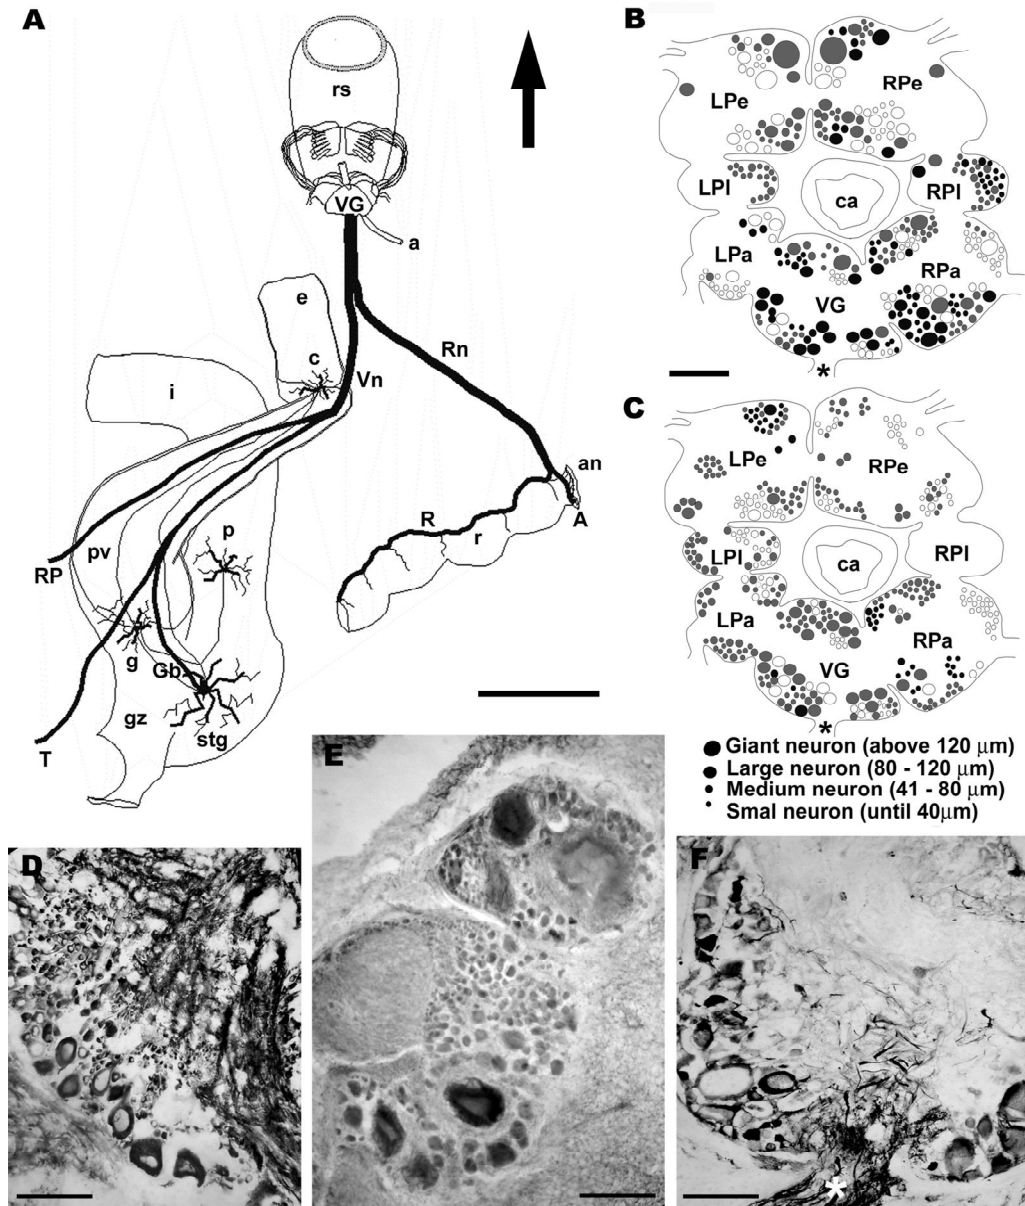 A
rs
VG
a
e
c
Rn
Vn
i
an
A
R
r
p
pv
RP
g
Gb
gz
stg
T
B
LPe
RPe
LPl
RPl
ca
LPa
RPa
VG
*
C
LPe
RPe
LPl
RPl
ca
LPa
RPa
VG
*
Giant neuron (above 120 μm)
Large neuron (80 - 120 μm)
Medium neuron (41 - 80 μm)
Smal neuron (until 40μm)
D
E
F
*